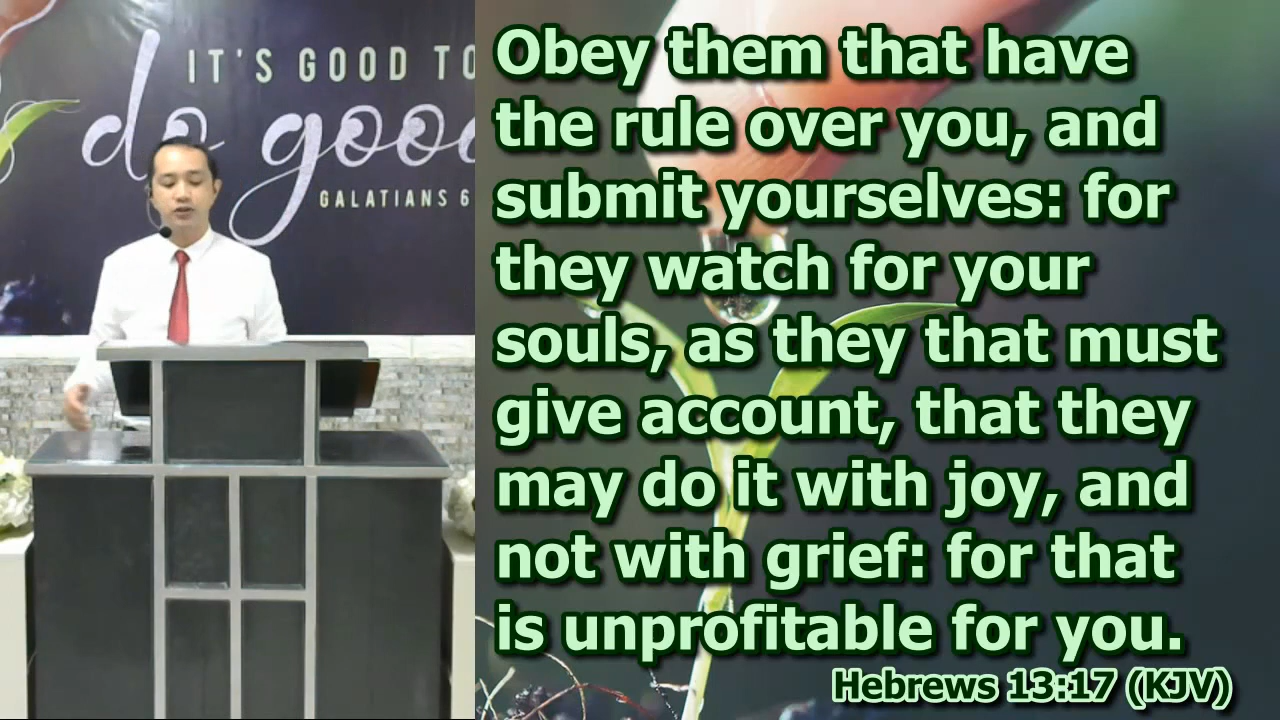 IT'S GOOD TO
do good
GALATIANS 6
Obey them that have
the rule over you, and
submit yourselves: for
they watch for your
souls, as they that must
give account, that they
may do it with joy, and
not with grief: for that
is unprofitable for you.
Hebrews 13:17 (KJV)